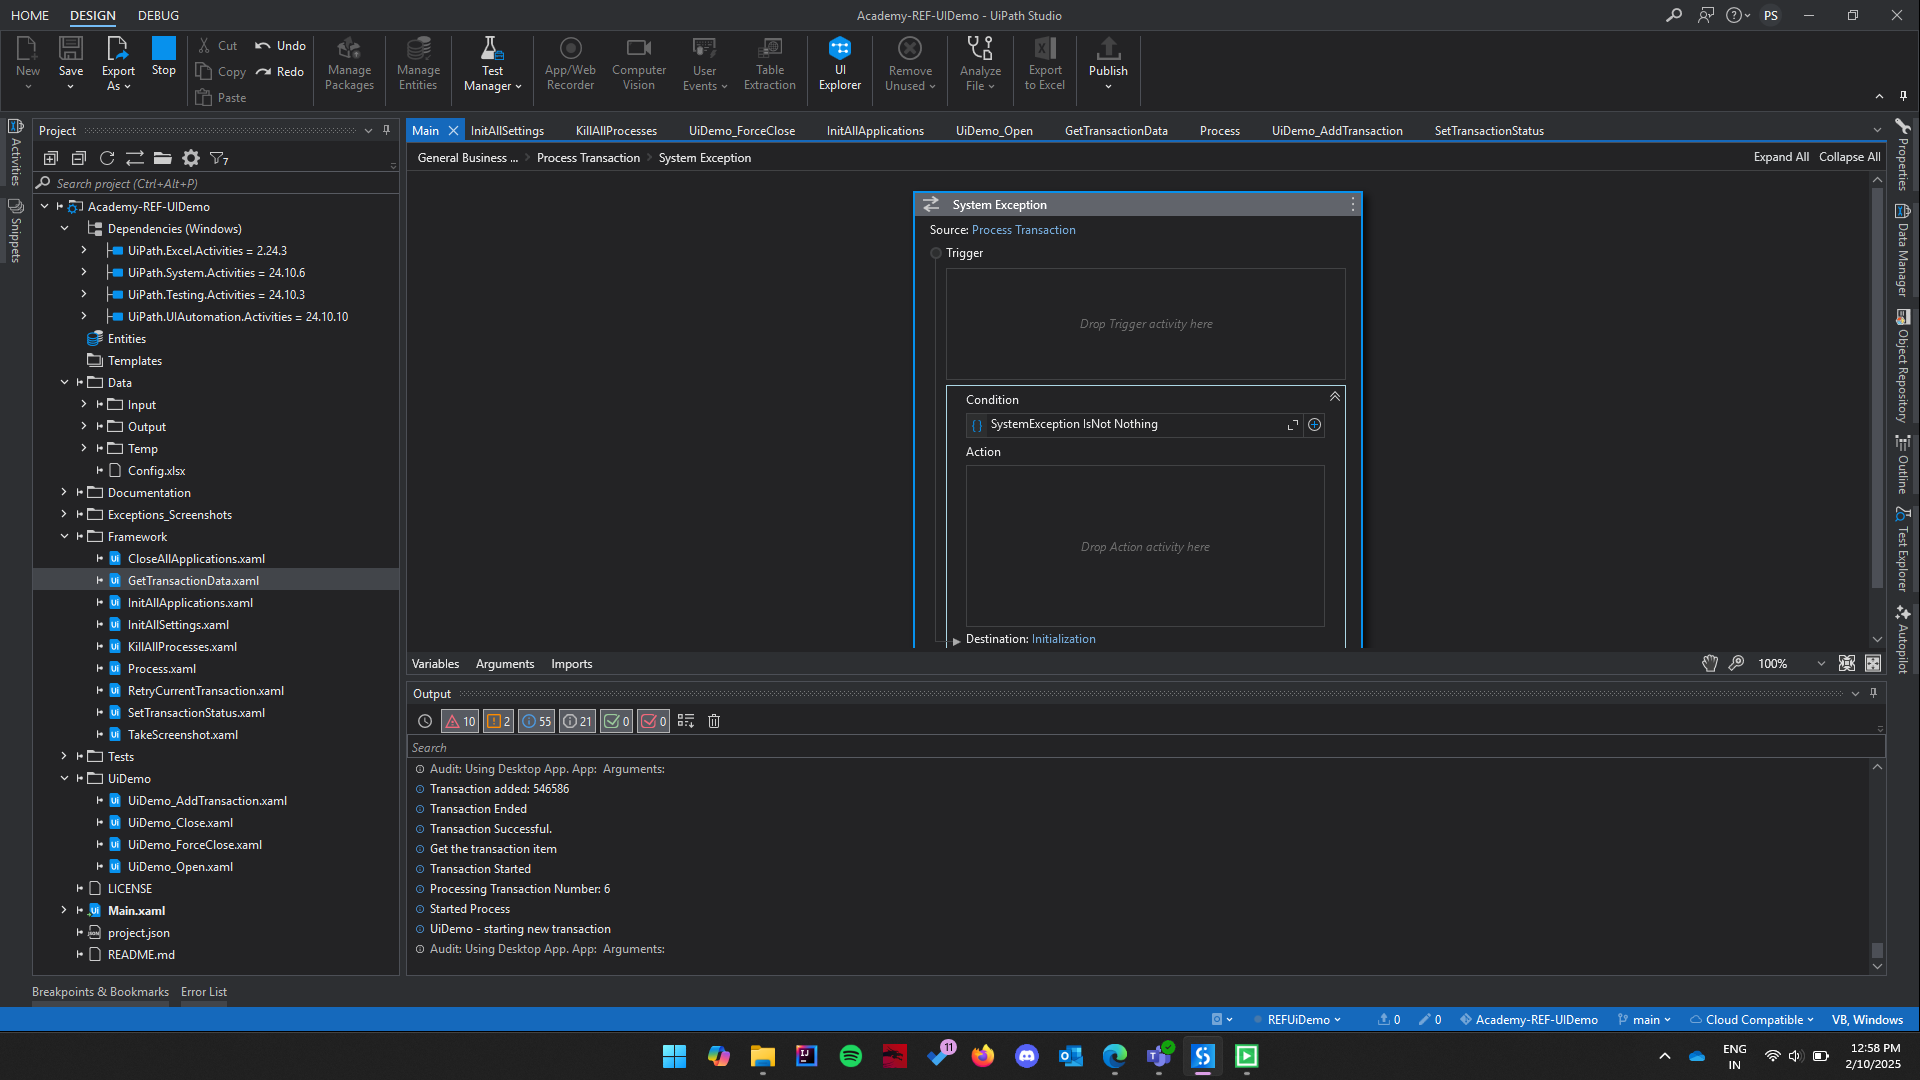 HOME DESIGN DEBUG
Academy-REF-UIDemo - UiPath Studio
PS
New
Save
Export As
Stop
Cut
Copy
Paste
Undo
Redo
Manage Packages
Manage Entities
Test Manager
App/Web Recorder
Computer Vision
User Events
Table Extraction
UI Explorer
Remove Unused
Analyze File
Export to Excel
Publish
Activities
Snippets
Project
7
Search project (Ctrl+Alt+P)
Academy-REF-UIDemo
Dependencies (Windows)
UiPath.Excel.Activities = 2.24.3
UiPath.System.Activities = 24.10.6
UiPath.Testing.Activities = 24.10.3
UiPath.UIAutomation.Activities = 24.10.10
Entities
Templates
Data
Input
Output
Temp
Config.xlsx
Documentation
Exceptions_Screenshots
Framework
CloseAllApplications.xaml
GetTransactionData.xaml
InitAllApplications.xaml
InitAllSettings.xaml
KillAllProcesses.xaml
Process.xaml
RetryCurrentTransaction.xaml
SetTransactionStatus.xaml
TakeScreenshot.xaml
Tests
UiDemo
UiDemo_AddTransaction.xaml
UiDemo_Close.xaml
UiDemo_ForceClose.xaml
UiDemo_Open.xaml
LICENSE
Main.xaml
project.json
README.md
Main InitAllSettings KillAllProcesses UiDemo_ForceClose InitAllApplications UiDemo_Open GetTransactionData Process UiDemo_AddTransaction SetTransactionStatus
General Business ... Process Transaction System Exception
Expand All Collapse All
System Exception
Source: Process Transaction
Trigger
Drop Trigger activity here
Condition
SystemException IsNot Nothing
Action
Drop Action activity here
Destination: Initialization
Variables Arguments Imports
100%
Output
10 2 55 21 0 0
Search
Audit: Using Desktop App. App: Arguments:
Transaction added: 546586
Transaction Ended
Transaction Successful.
Get the transaction item
Transaction Started
Processing Transaction Number: 6
Started Process
UiDemo - starting new transaction
Audit: Using Desktop App. App: Arguments:
Properties
Data Manager
Object Repository
Outline
Test Explorer
Autopilot
Breakpoints & Bookmarks Error List
REFUiDemo 0 0 Academy-REF-UIDemo main Cloud Compatible VB, Windows
11
ENG
IN
12:58 PM
2/10/2025